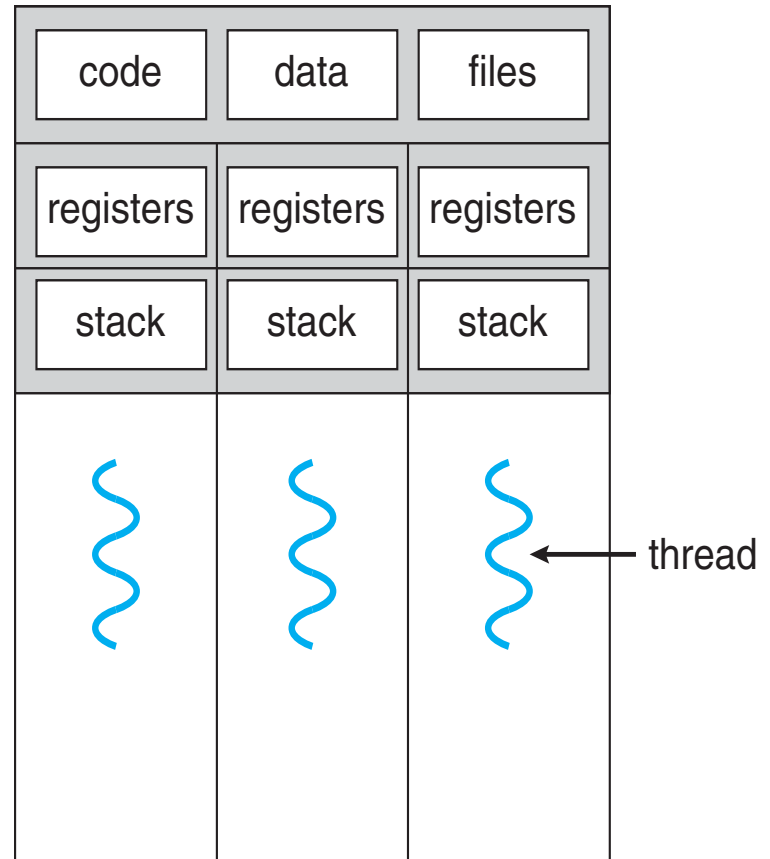 code data files
registers registers registers
stack stack stack
thread